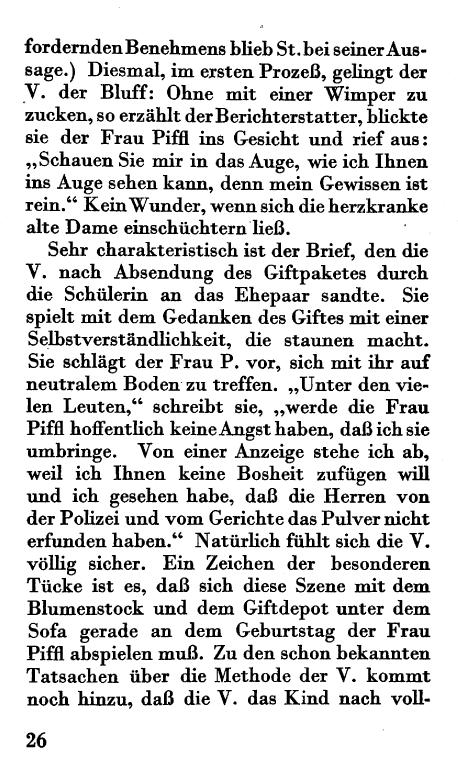 fordernden Benehmens blieb St. bei seiner Aus-
sage.) Diesmal, im ersten Prozeß, gelingt der
V. der Bluff: Ohne mit einer Wimper zu
zucken, so erzählt der Berichterstatter, blickte
sie der Frau Piffl ins Gesicht und rief aus:
„Schauen Sie mir in das Auge, wie ich Ihnen
ins Auge sehen kann, denn mein Gewissen ist
rein.“ Kein Wunder, wenn sich die herzkranke
alte Dame einschüchtern ließ.
Sehr charakteristisch ist der Brief, den die
V. nach Absendung des Giftpaketes durch
die Schülerin an das Ehepaar sandte. Sie
spielt mit dem Gedanken des Giftes mit einer
Selbstverständlichkeit, die staunen macht.
Sie schlägt der Frau P. vor, sich mit ihr auf
neutralem Boden zu treffen. „Unter den vie-
len Leuten,“ schreibt sie, „werde die Frau
Piffl hoffentlich keine Angst haben, daß ich sie
umbringe. Von einer Anzeige stehe ich ab,
weil ich Ihnen keine Bosheit zufügen will
und ich gesehen habe, daß die Herren von
der Polizei und vom Gerichte das Pulver nicht
erfunden haben.“ Natürlich fühlt sich die V.
völlig sicher. Ein Zeichen der besonderen
Tücke ist es, daß sich diese Szene mit dem
Blumenstock und dem Giftdepot unter dem
Sofa gerade an dem Geburtstag der Frau
Piffl abspielen muß. Zu den schon bekannten
Tatsachen über die Methode der V. kommt
noch hinzu, daß die V. das Kind nach voll-
26